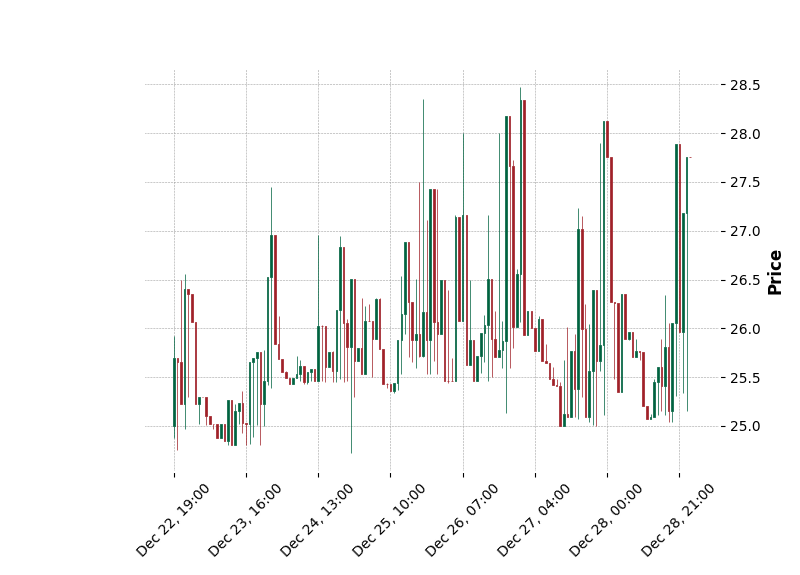 28.5
28.0
27.5
27.0
26.5
26.0
25.5
25.0
Price
Dec 22, 19:00
Dec 23, 16:00
Dec 24, 13:00
Dec 25, 10:00
Dec 26, 07:00
Dec 27, 04:00
Dec 28, 00:00
Dec 28, 21:00